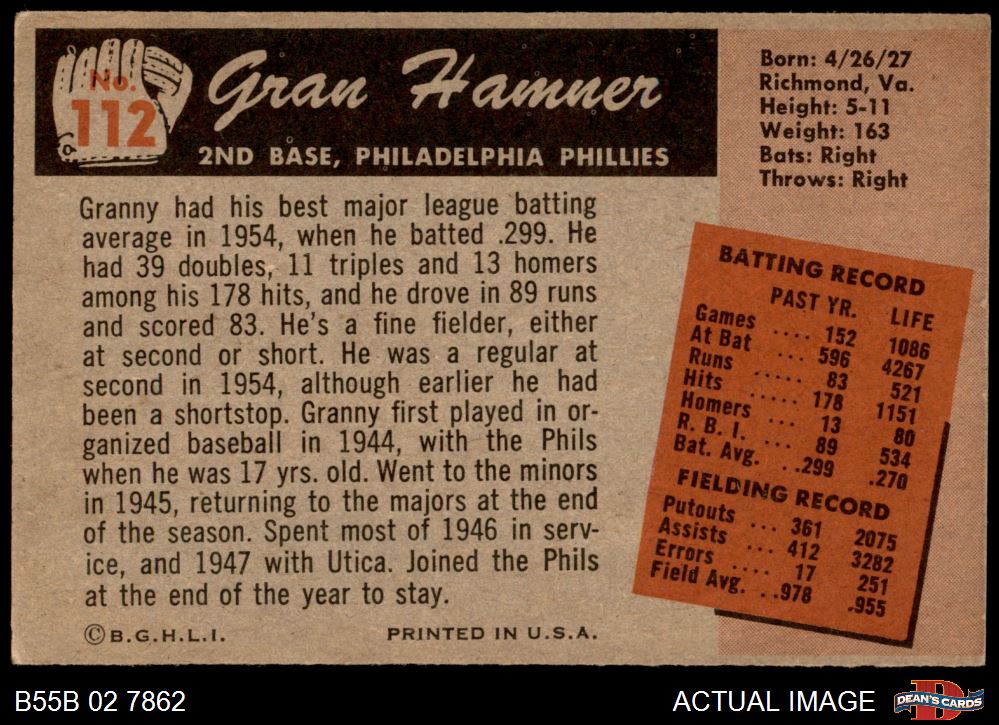 No.
112
Gran Hamner
2ND BASE, PHILADELPHIA PHILLIES
Born: 4/26/27
Richmond, Va.
Height: 5-11
Weight: 163
Bats: Right
Throws: Right
Granny had his best major league batting
average in 1954, when he batted .299. He
had 39 doubles, 11 triples and 13 homers
among his 178 hits, and he drove in 89 runs
and scored 83. He's a fine fielder, either
at second or short. He was a regular at
second in 1954, although earlier he had
been a shortstop. Granny first played in or-
ganized baseball in 1944, with the Phils
when he was 17 yrs. old. Went to the minors
in 1945, returning to the majors at the end
of the season. Spent most of 1946 in serv-
ice, and 1947 with Utica. Joined the Phils
at the end of the year to stay.
©B.G.H.L.I. PRINTED IN U.S.A.
BATTING RECORD
PAST YR. LIFE
Games .... 152 1086
At Bat ... 596 4267
Runs ..... 83 521
Hits ..... 178 1151
Homers ... 13 80
R. B. I. ... 89 534
Bat. Avg. ..299 .270
FIELDING RECORD
Putouts ... 361 2075
Assists ... 412 3282
Errors .... 17 251
Field Avg. ..978 .955
B55B 02 7862
ACTUAL IMAGE
DEAN'S CARDS